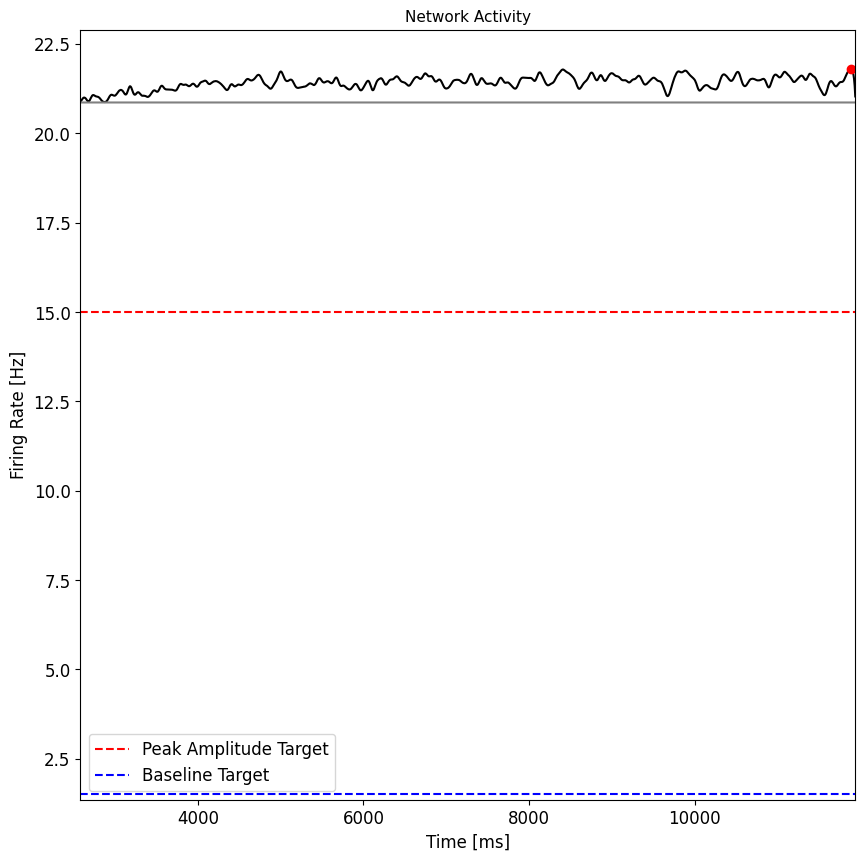 Network Activity
22.5
20.0
17.5
15.0
12.5
10.0
7.5
5.0
2.5
Firing Rate [Hz]
Peak Amplitude Target
Baseline Target
4000
6000
8000
10000
Time [ms]